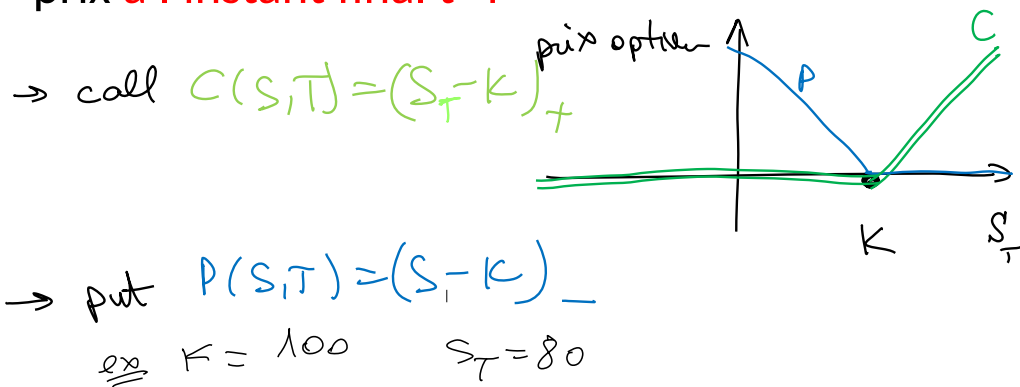 prix à l'instant final t=T
prix option
C
P
→ call C(S,T)=(S_T-K)_+
K
S_T
→ put P(S,T)=(S_T-K)_-
ex K = 100 S_T = 80